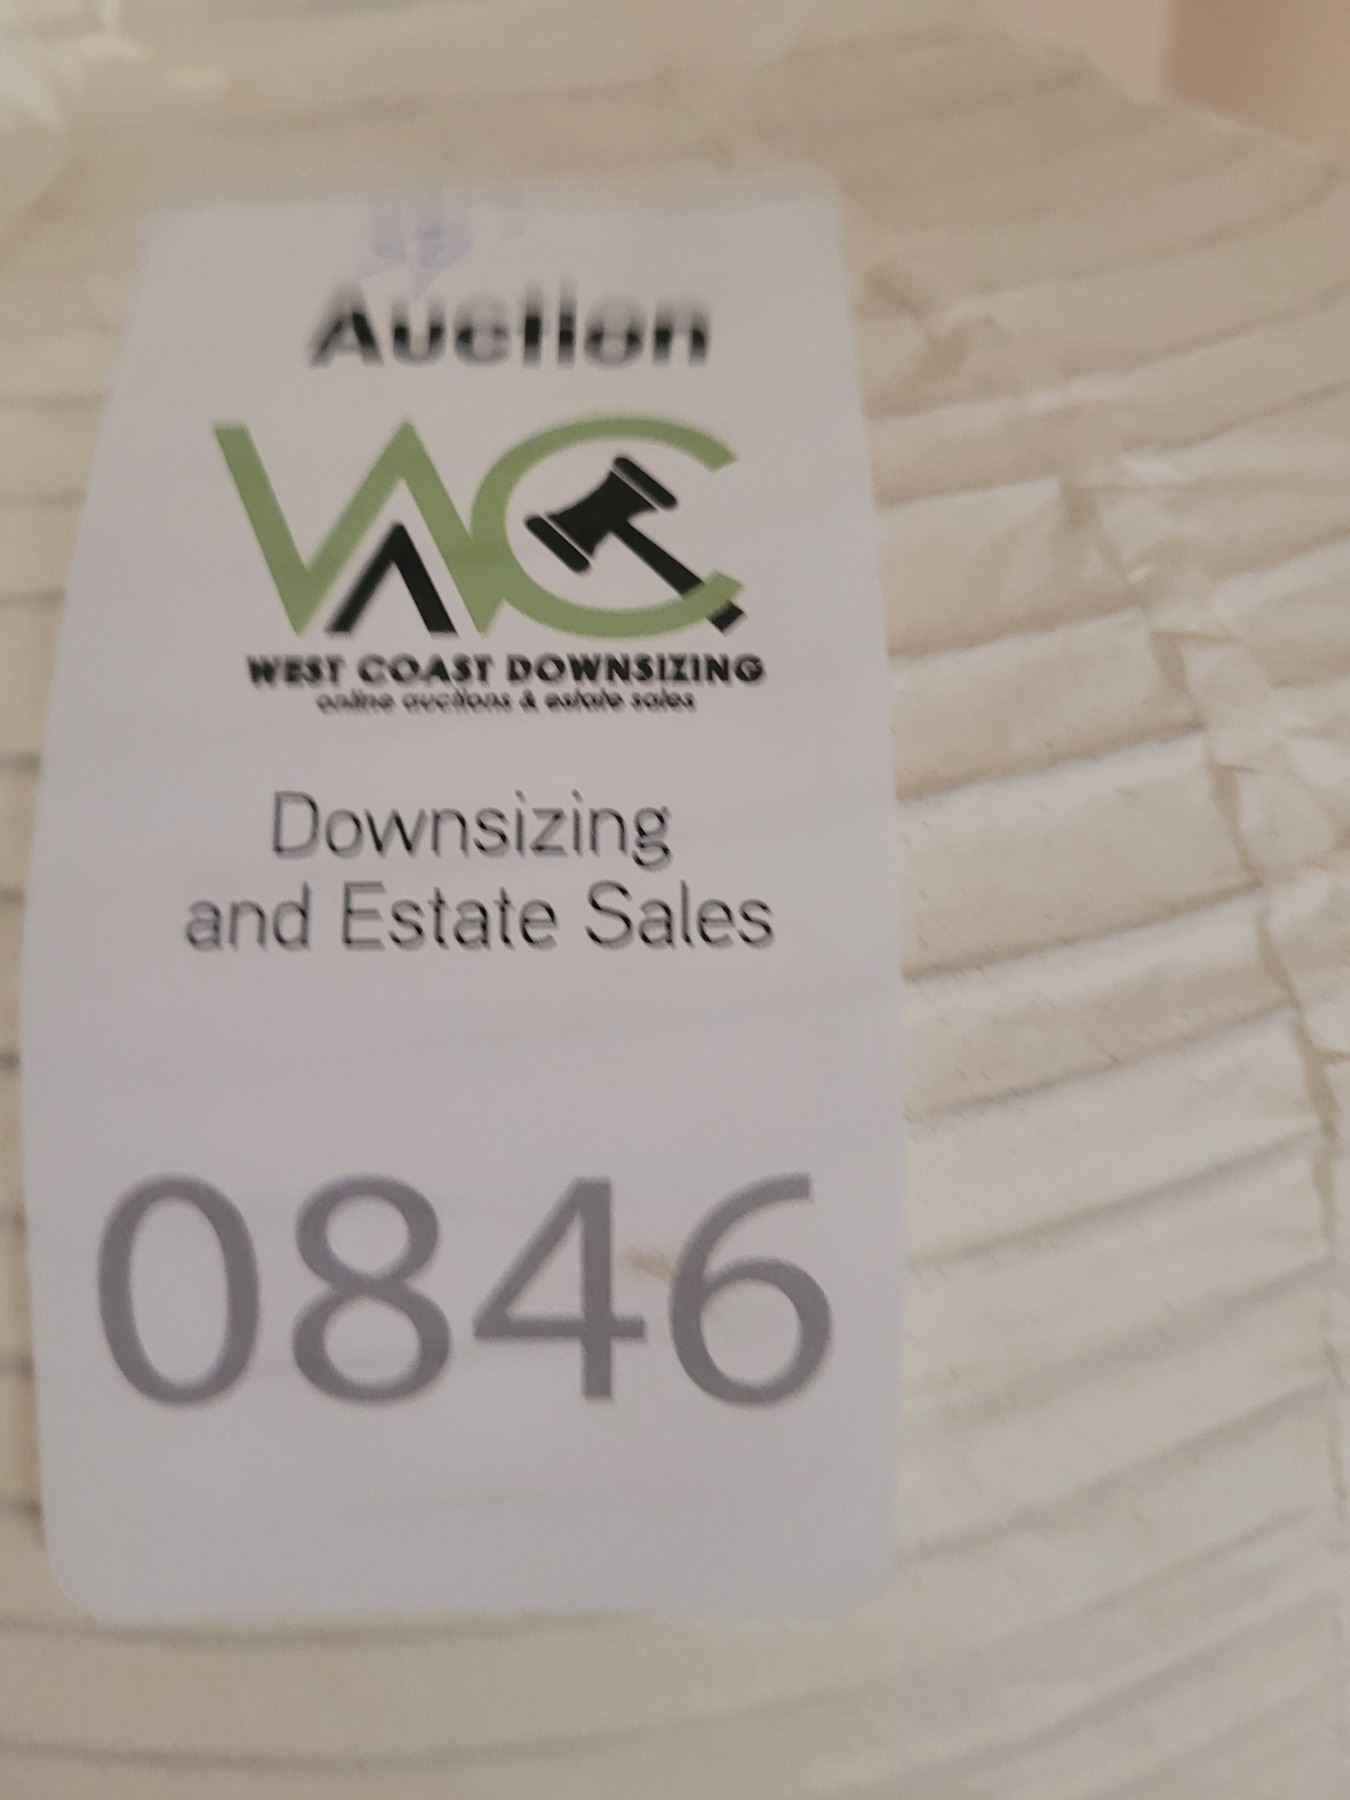 Auction
WC
WEST COAST DOWNSIZING
online auctions & estate sales
Downsizing
and Estate Sales
0846